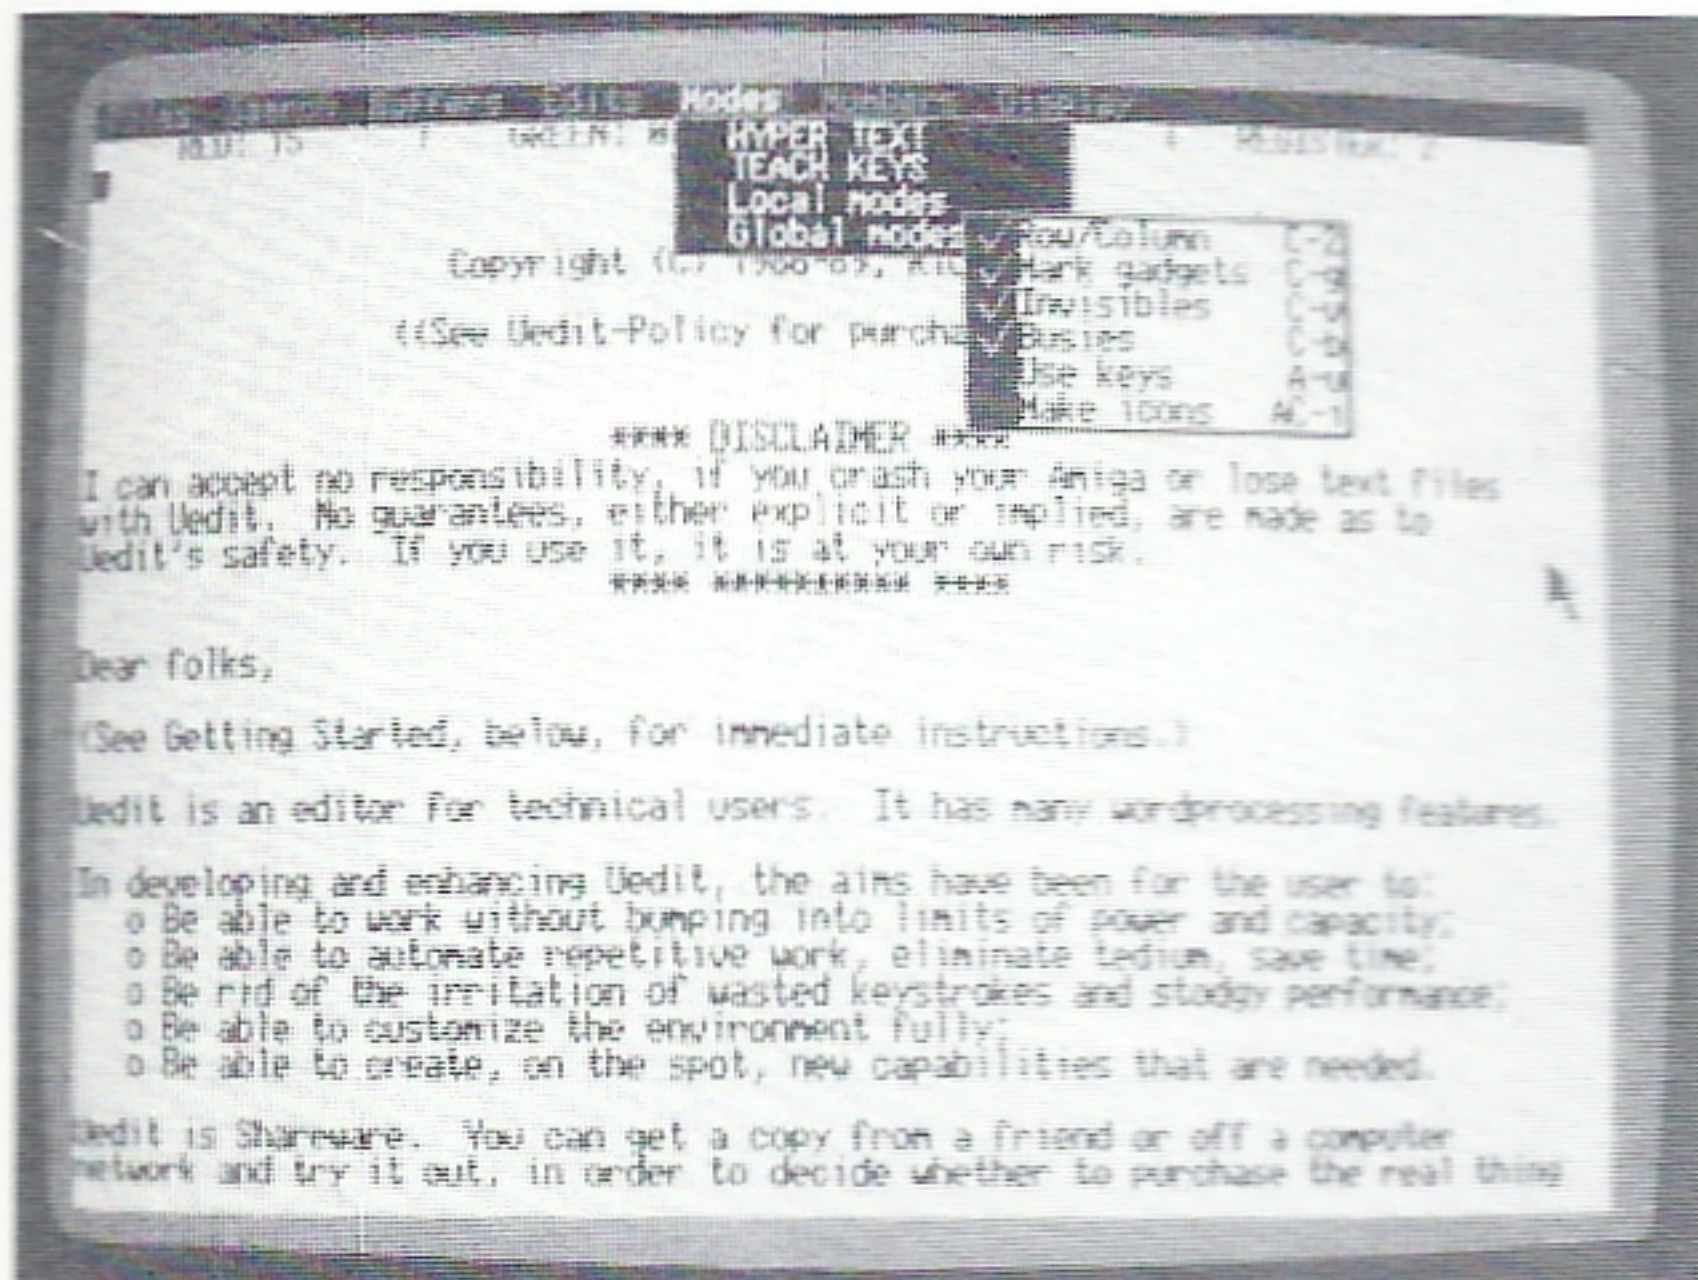 Buffers Edits Modes Display
RED: 15 GREEN: REGISTER: 2
HYPER TEXT
TEACH KEYS
Local modes
Global modes
Row/Column C-Z
Mark gadgets C-g
Invisibles
Busies C-b
Use keys A-u
Make icons AC-i
Copyright (C)
((See Uedit-Policy for purcha
**** DISCLAIMER ****
I can accept no responsibility, if you crash your Amiga or lose text files
with Uedit. No guarantees, either explicit or implied, are made as to
Uedit's safety. If you use it, it is at your own risk.
**** ********** ****
Dear folks,
(See Getting Started, below, for immediate instructions.)
Uedit is an editor for technical users. It has many wordprocessing features.
In developing and enhancing Uedit, the aims have been for the user to:
o Be able to work without bumping into limits of power and capacity;
o Be able to automate repetitive work, eliminate tedium, save time;
o Be rid of the irritation of wasted keystrokes and stodgy performance;
o Be able to customize the environment fully;
o Be able to create, on the spot, new capabilities that are needed.
Uedit is Shareware. You can get a copy from a friend or off a computer
network and try it out, in order to decide whether to purchase the real thing